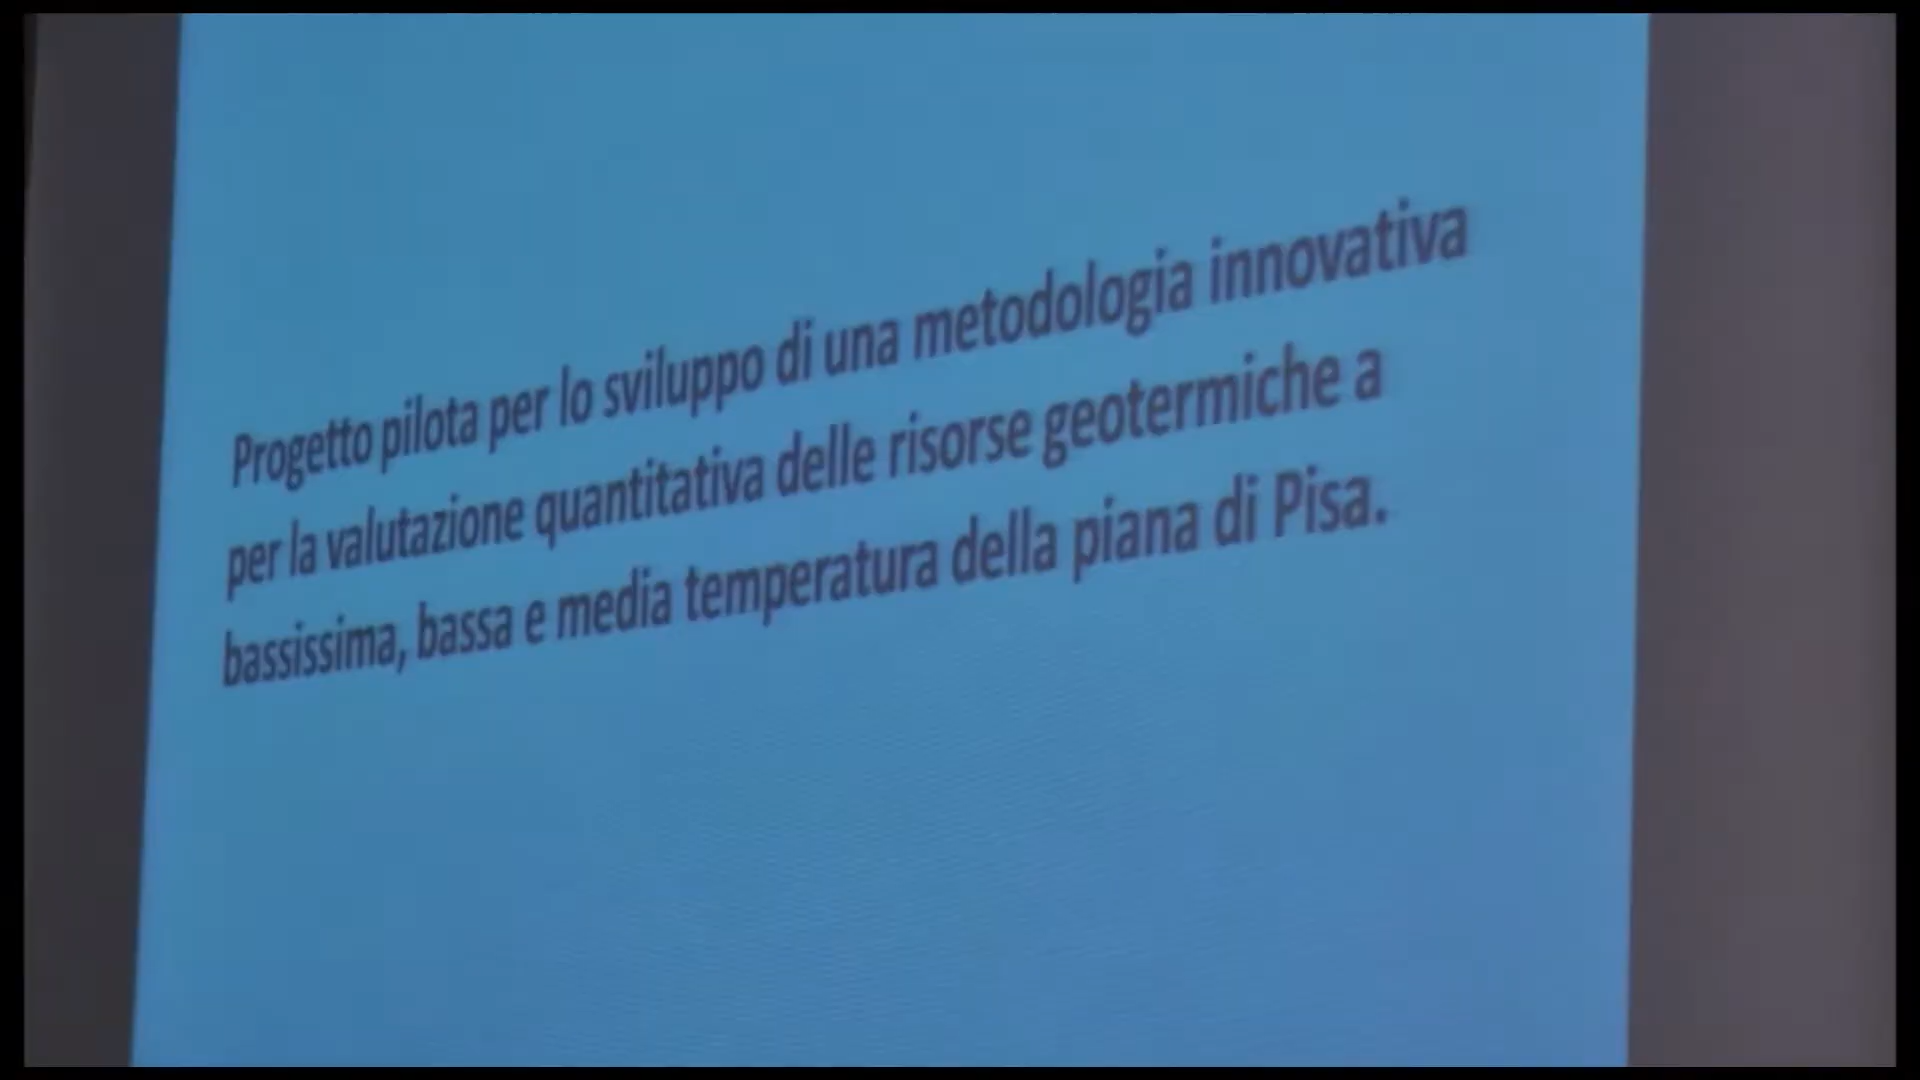 Progetto pilota per lo sviluppo di una metodologia innovativa
per la valutazione quantitativa delle risorse geotermiche a
bassissima, bassa e media temperatura della piana di Pisa.